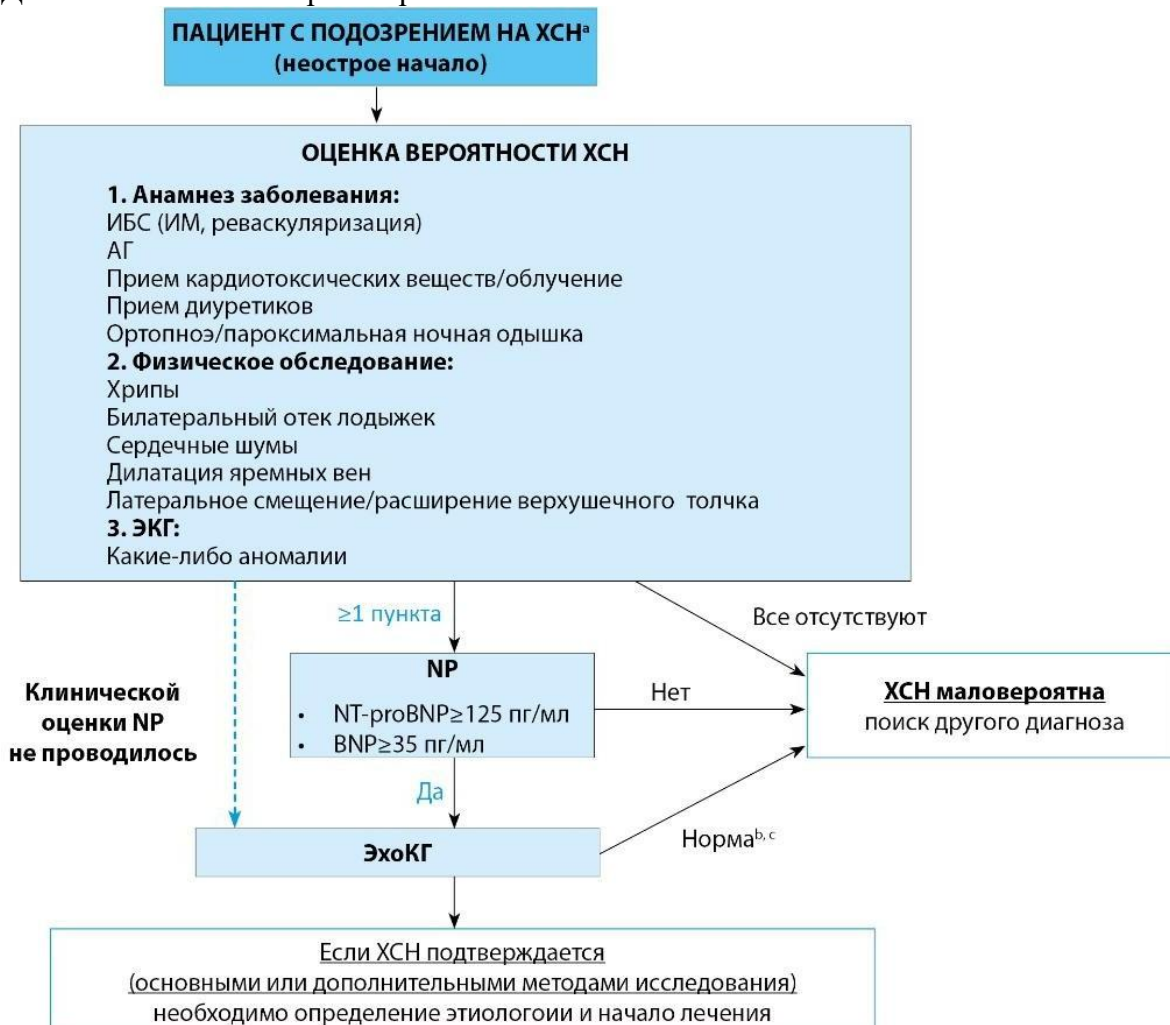 ПАЦИЕНТ С ПОДОЗРЕНИЕМ НА ХСНª
(неострое начало)
ОЦЕНКА ВЕРОЯТНОСТИ ХСН
1. Анамнез заболевания:
ИБС (ИМ, реваскуляризация)
АГ
Прием кардиотоксических веществ/облучение
Прием диуретиков
Ортопноэ/пароксимальная ночная одышка
2. Физическое обследование:
Хрипы
Билатеральный отек лодыжек
Сердечные шумы
Дилатация яремных вен
Латеральное смещение/расширение верхушечного толчка
3. ЭКГ:
Какие-либо аномалии
≥1 пункта
Все отсутствуют
Клинической
оценки NP
не проводилось
NP
• NT-proBNP≥125 пг/мл
• BNP≥35 пг/мл
Нет
ХСН маловероятна
поиск другого диагноза
Да
ЭхоКГ
Нормаᵇ, ᶜ
Если ХСН подтверждается
(основными или дополнительными методами исследования)
необходимо определение этиологоии и начало лечения